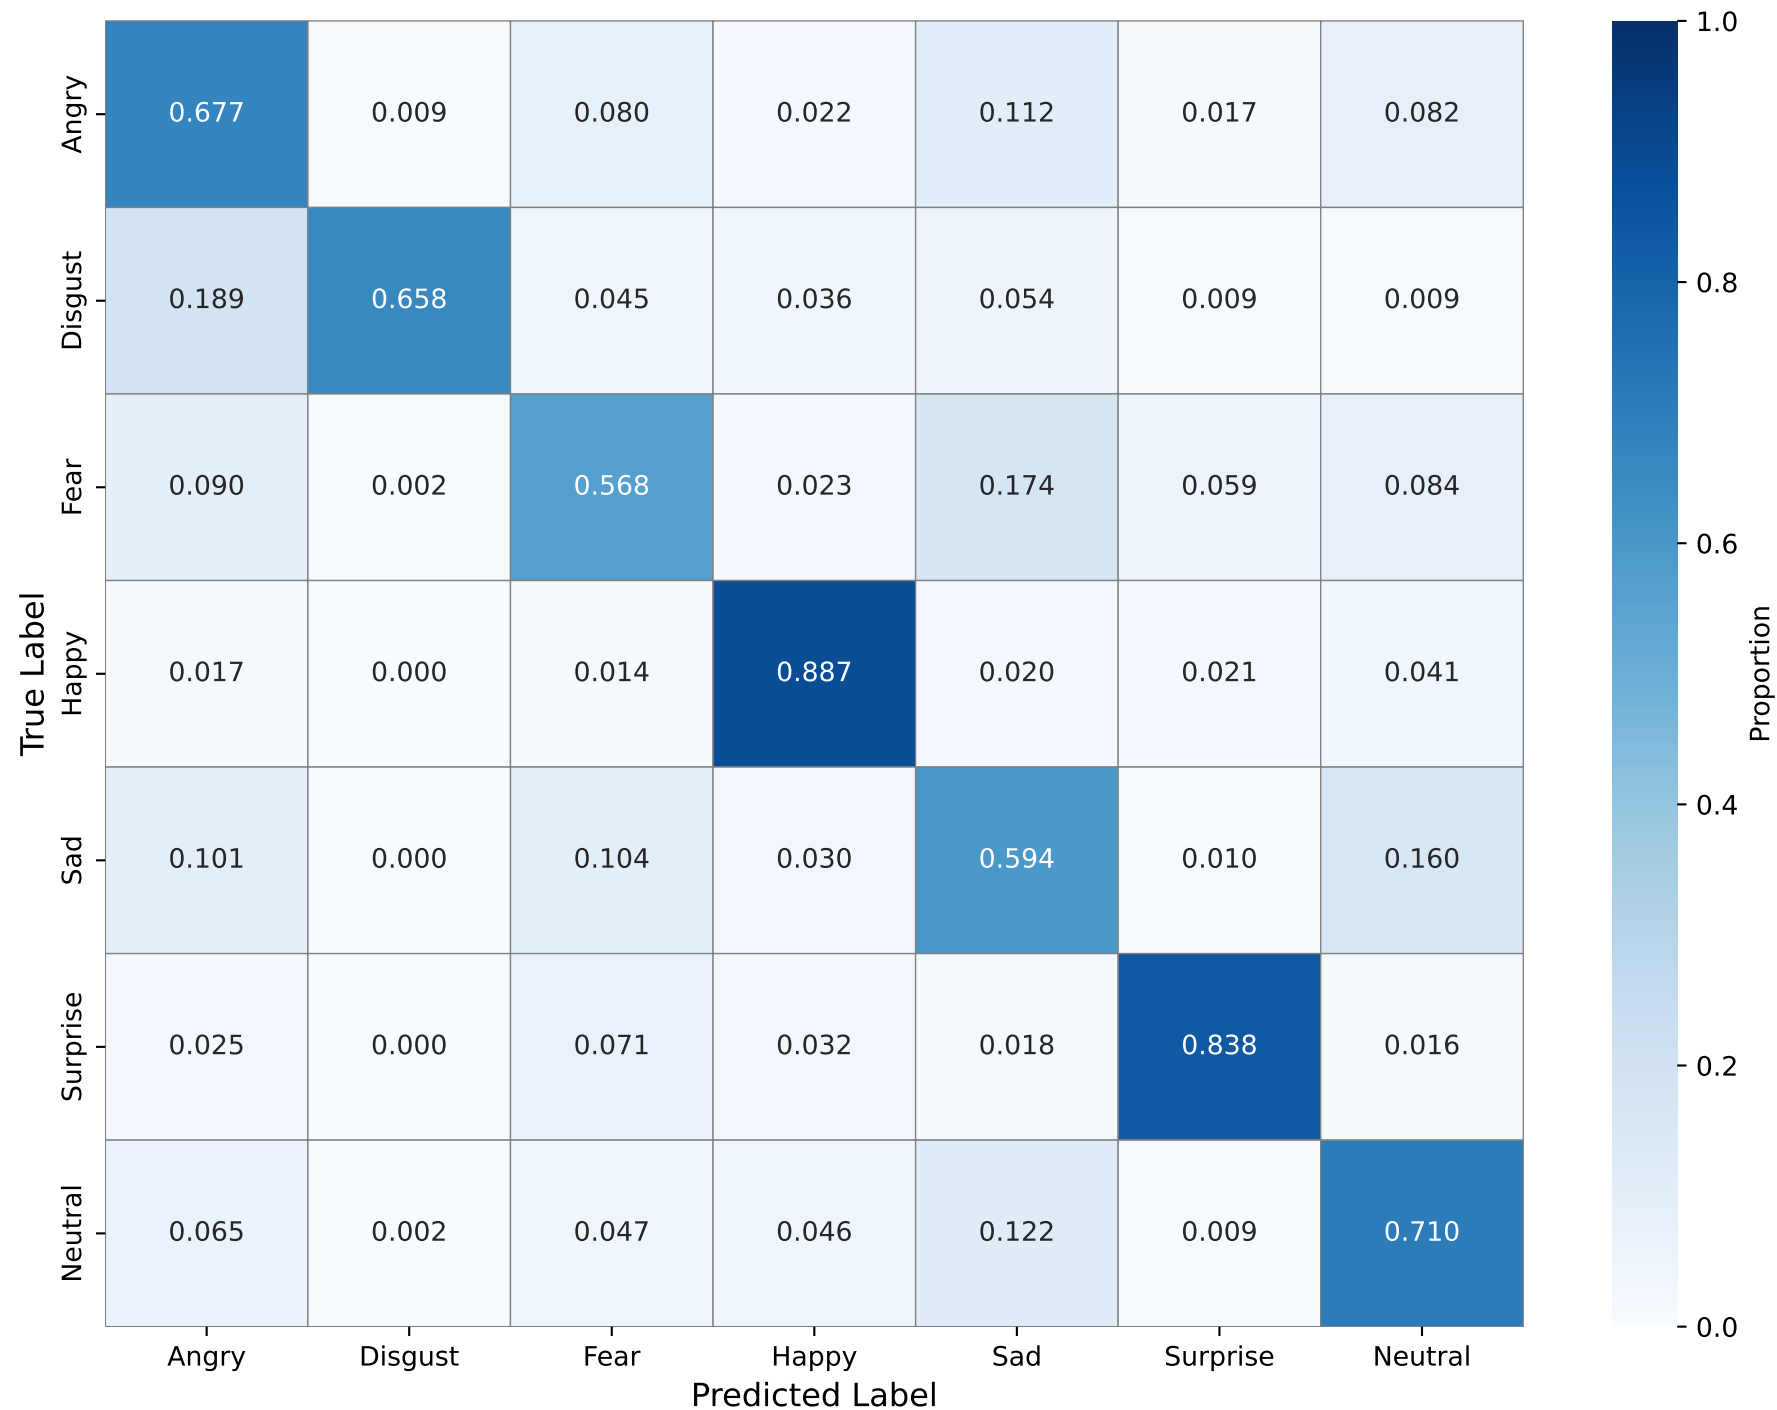 True Label
Angry 0.677 0.009 0.080 0.022 0.112 0.017 0.082
Disgust 0.189 0.658 0.045 0.036 0.054 0.009 0.009
Fear 0.090 0.002 0.568 0.023 0.174 0.059 0.084
Happy 0.017 0.000 0.014 0.887 0.020 0.021 0.041
Sad 0.101 0.000 0.104 0.030 0.594 0.010 0.160
Surprise 0.025 0.000 0.071 0.032 0.018 0.838 0.016
Neutral 0.065 0.002 0.047 0.046 0.122 0.009 0.710
Angry Disgust Fear Happy Sad Surprise Neutral
Predicted Label
1.0
0.8
0.6
0.4
0.2
0.0
Proportion